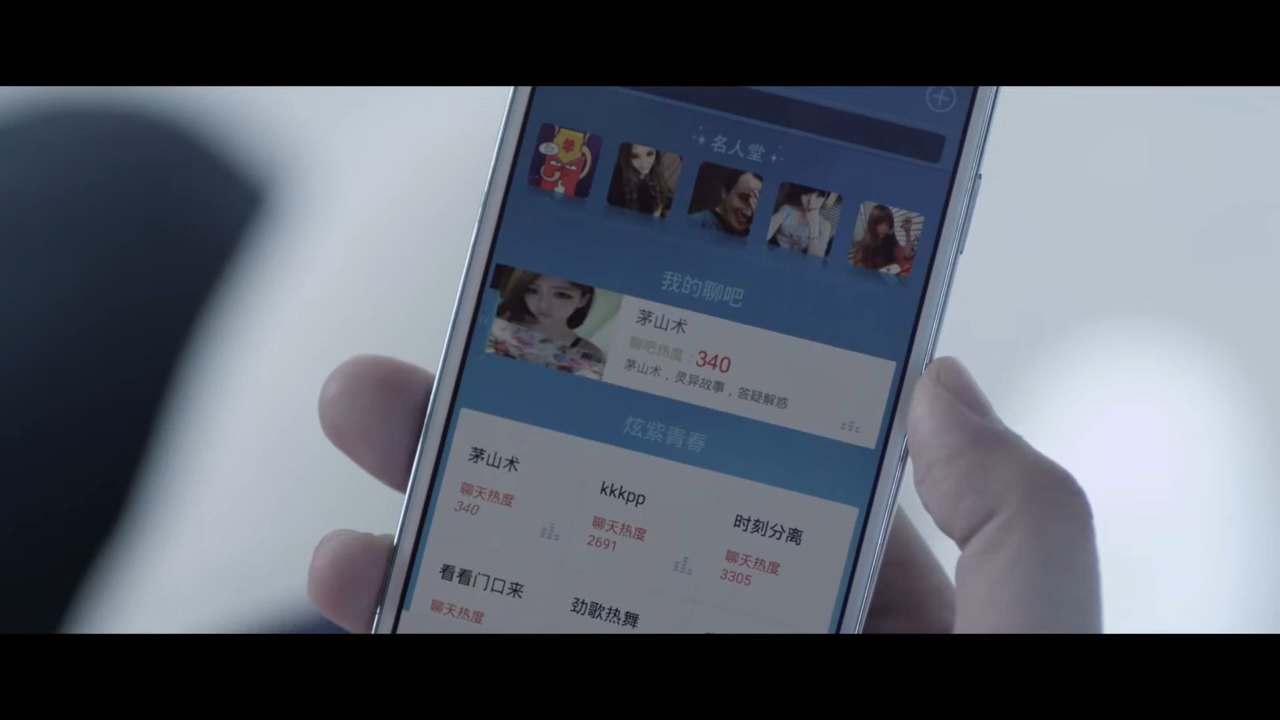 名人堂
我的聊吧
茅山术
聊吧热度：340
茅山术，灵异故事，答疑解惑
炫紫青春
茅山术
聊天热度
340
kkkpp
聊天热度
2691
时刻分离
聊天热度
3305
看看门口来
聊天热度
劲歌热舞